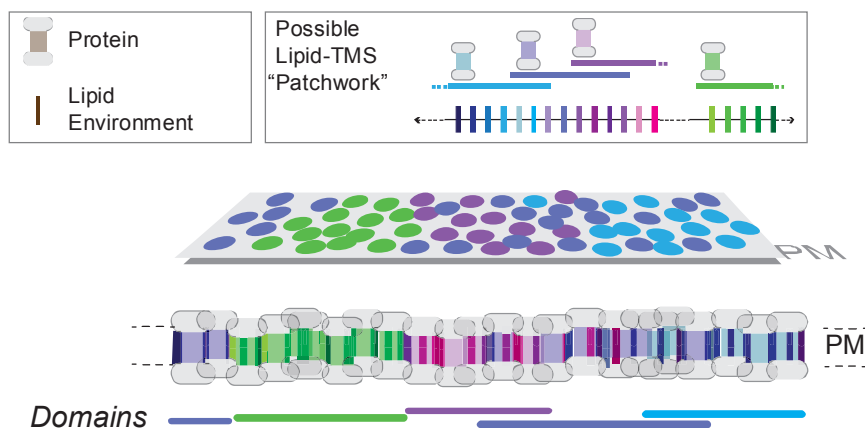 Protein
Lipid
Environment
Possible
Lipid-TMS
“Patchwork”
PM
PM
Domains